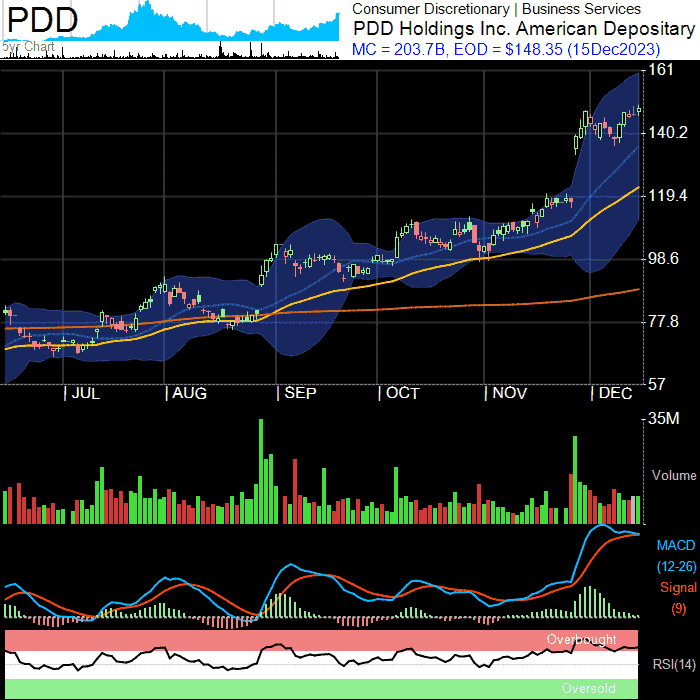 PDD
5yr Chart
Consumer Discretionary | Business Services
PDD Holdings Inc. American Depositary
MC = 203.7B, EOD = $148.35 (15Dec2023)
161
140.2
119.4
98.6
77.8
57
| JUL | AUG | SEP | OCT | NOV | DEC
35M
Volume
MACD
(12-26)
Signal
(9)
Overbought
RSI(14)
Oversold